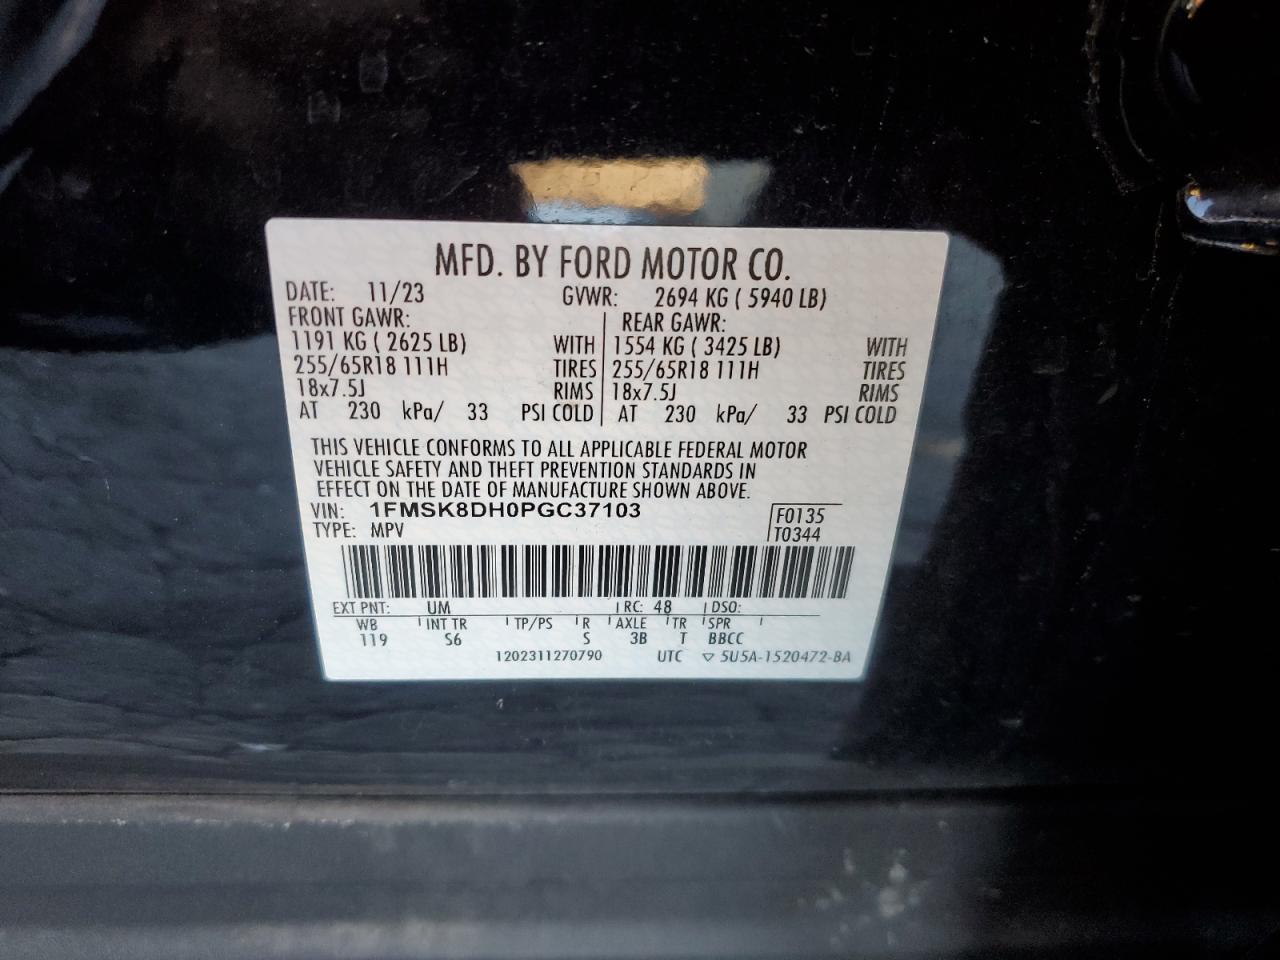 MFD. BY FORD MOTOR CO.
DATE: 11/23 GVWR: 2694 KG ( 5940 LB)
FRONT GAWR: REAR GAWR:
1191 KG ( 2625 LB) WITH 1554 KG ( 3425 LB) WITH
255/65R18 111H TIRES 255/65R18 111H TIRES
18x7.5J RIMS 18x7.5J RIMS
AT 230 kPa/ 33 PSI COLD AT 230 kPa/ 33 PSI COLD
THIS VEHICLE CONFORMS TO ALL APPLICABLE FEDERAL MOTOR
VEHICLE SAFETY AND THEFT PREVENTION STANDARDS IN
EFFECT ON THE DATE OF MANUFACTURE SHOWN ABOVE.
VIN: 1FMSK8DH0PGC37103 F0135
TYPE: MPV T0344
EXT PNT: UM RC: 48 DSO:
WB INT TR TP/PS R AXLE TR SPR
119 S6 S 3B T BBCC
1202311270790 UTC ▽ 5U5A-1520472-BA